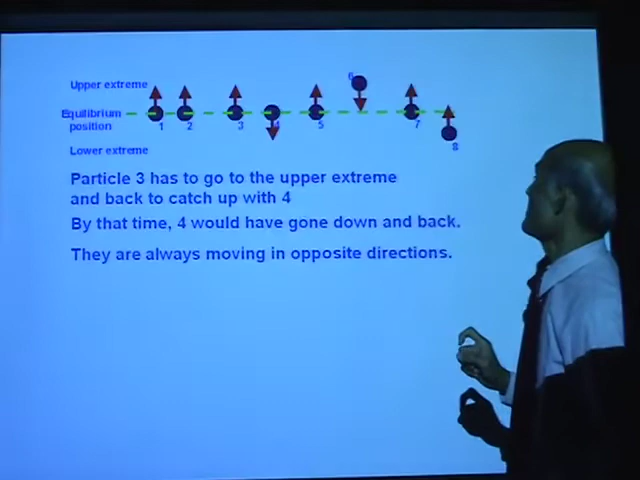 Upper extreme
6
Equilibrium
position
1 2 3 4 5 7
8
Lower extreme
Particle 3 has to go to the upper extreme
and back to catch up with 4
By that time, 4 would have gone down and back.
They are always moving in opposite directions.